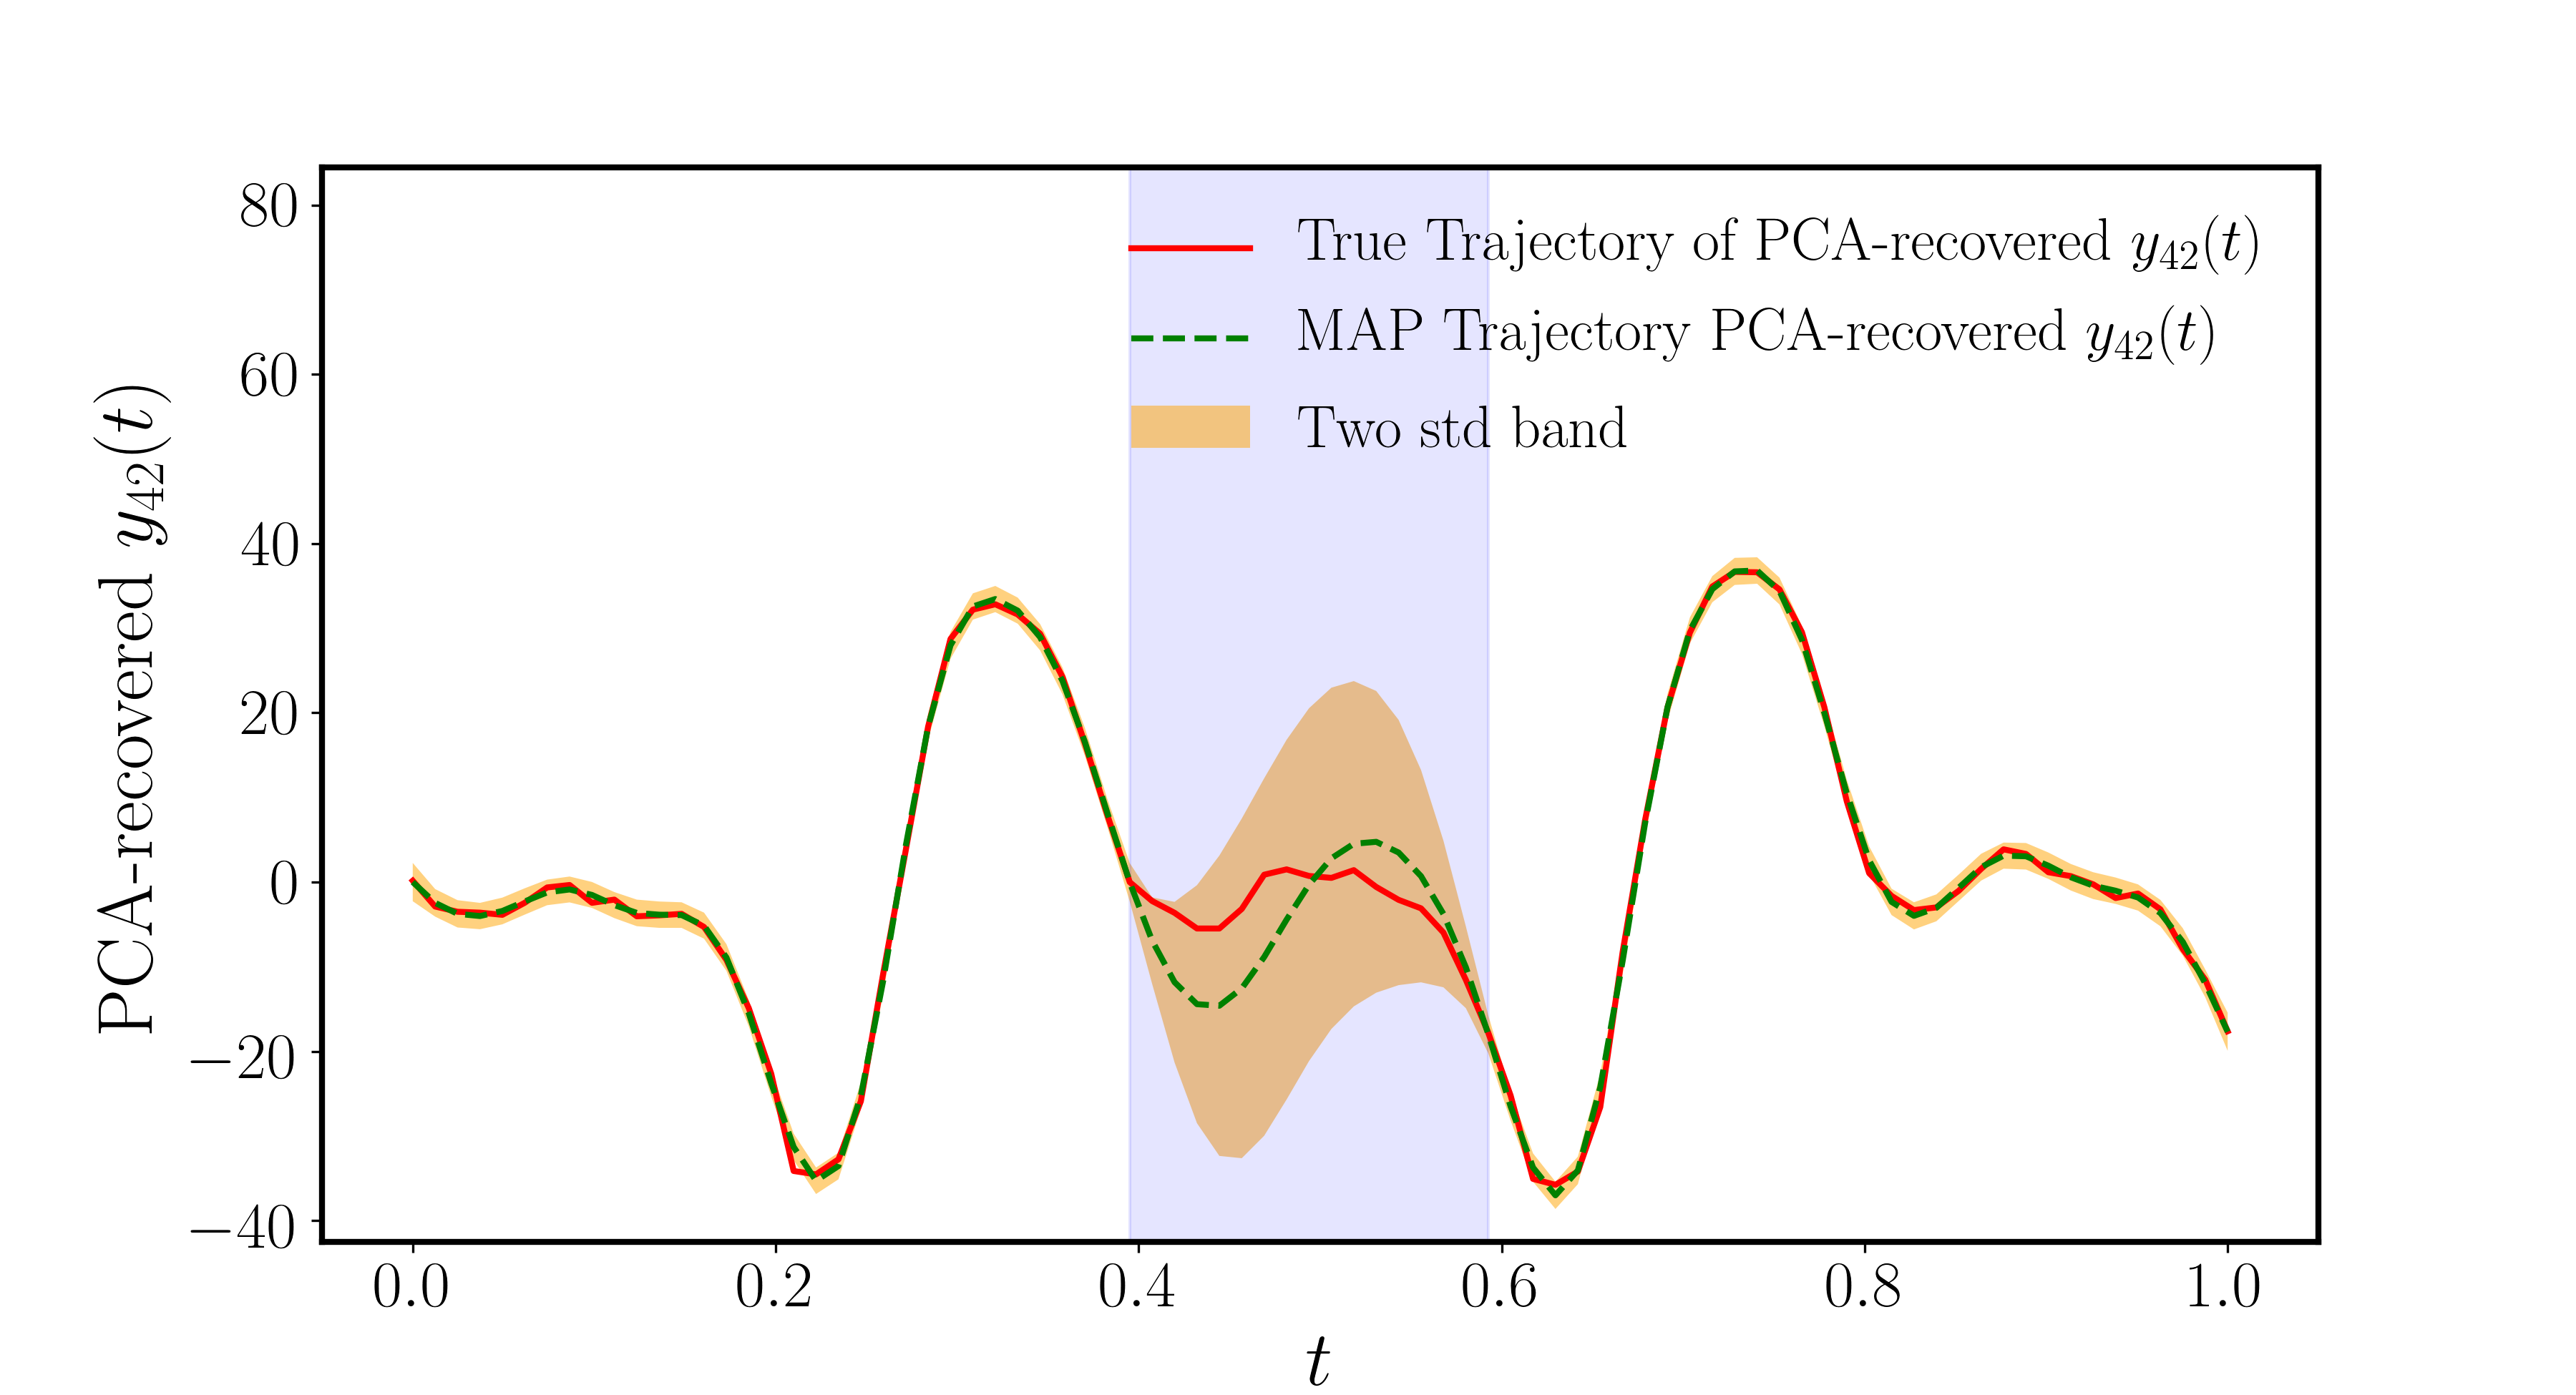 True Trajectory of PCA-recovered y₄₂(t)
MAP Trajectory PCA-recovered y₄₂(t)
Two std band
PCA-recovered y₄₂(t)
80
60
40
20
0
−20
−40
0.0 0.2 0.4 0.6 0.8 1.0
t